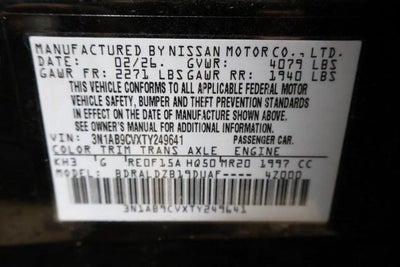 MANUFACTURED BY NISSAN MOTOR CO., LTD.
DATE: 02/26. GVWR: 4079 LBS
GAWR FR: 2271 LBS GAWR RR: 1940 LBS
THIS VEHICLE CONFORMS TO ALL APPLICABLE FEDERAL MOTOR
VEHICLE SAFETY, BUMPER AND THEFT PREVENTION STANDARDS
IN EFFECT ON THE DATE OF MANUFACTURE SHOWN ABOVE.
SEE OWNER'S MANUAL FOR ADDITIONAL INFORMATION
VIN: 3N1AB9CVXTY249641 PASSENGER CAR.
COLOR TRIM TRANS AXLE ENGINE
KH3 G RE0F15A HQ50 MR20 1997 CC
MODEL: BDRALDZB19DUAF---- 4Z000
3N1AB9CVXTY249641